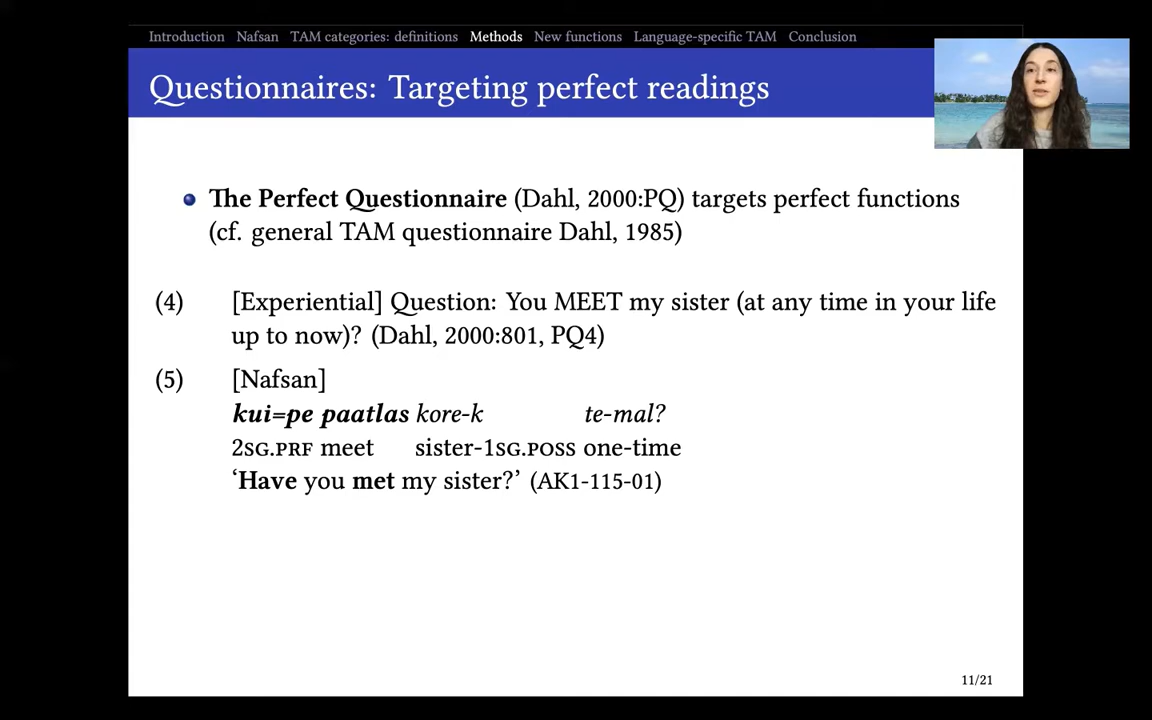 Introduction Nafsan TAM categories: definitions Methods New functions Language-specific TAM Conclusion
Questionnaires: Targeting perfect readings
The Perfect Questionnaire (Dahl, 2000:PQ) targets perfect functions
(cf. general TAM questionnaire Dahl, 1985)
(4) [Experiential] Question: You MEET my sister (at any time in your life
up to now)? (Dahl, 2000:801, PQ4)
(5) [Nafsan]
kui=pe paatlas kore-k te-mal?
2SG.PRF meet sister-1SG.POSS one-time
‘Have you met my sister?’ (AK1-115-01)
11/21